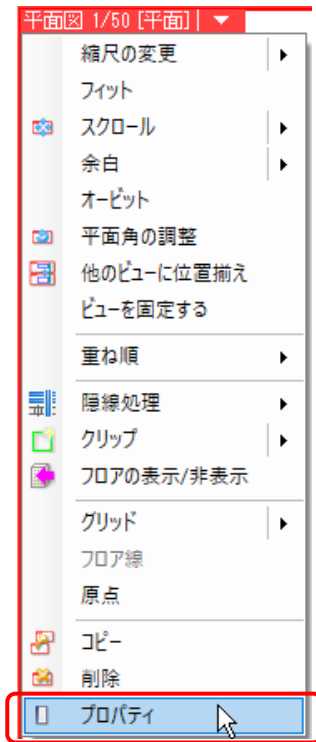 平面図 1/50 [平面]
縮尺の変更
フィット
スクロール
余白
オービット
平面角の調整
他のビューに位置揃え
ビューを固定する
重ね順
隠線処理
クリップ
フロアの表示/非表示
グリッド
フロア線
原点
コピー
削除
プロパティ